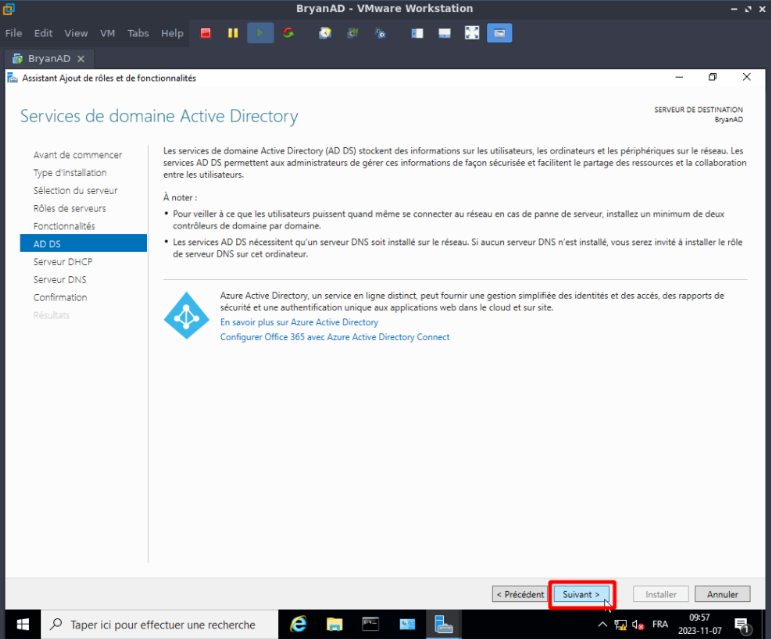 BryanAD - VMware Workstation
File Edit View VM Tabs Help
BryanAD
Assistant Ajout de rôles et de fonctionnalités
Services de domaine Active Directory
SERVEUR DE DESTINATION
BryanAD
Avant de commencer
Type d'installation
Sélection du serveur
Rôles de serveurs
Fonctionnalités
AD DS
Serveur DHCP
Serveur DNS
Confirmation
Résultats
Les services de domaine Active Directory (AD DS) stockent des informations sur les utilisateurs, les ordinateurs et les périphériques sur le réseau. Les
services AD DS permettent aux administrateurs de gérer ces informations de façon sécurisée et facilitent le partage des ressources et la collaboration
entre les utilisateurs.
À noter :
• Pour veiller à ce que les utilisateurs puissent quand même se connecter au réseau en cas de panne de serveur, installez un minimum de deux
contrôleurs de domaine par domaine.
• Les services AD DS nécessitent qu'un serveur DNS soit installé sur le réseau. Si aucun serveur DNS n'est installé, vous serez invité à installer le rôle
de serveur DNS sur cet ordinateur.
Azure Active Directory, un service en ligne distinct, peut fournir une gestion simplifiée des identités et des accès, des rapports de
sécurité et une authentification unique aux applications web dans le cloud et sur site.
En savoir plus sur Azure Active Directory
Configurer Office 365 avec Azure Active Directory Connect
< Précédent Suivant > Installer Annuler
Taper ici pour effectuer une recherche
FRA
09:57
2023-11-07
1